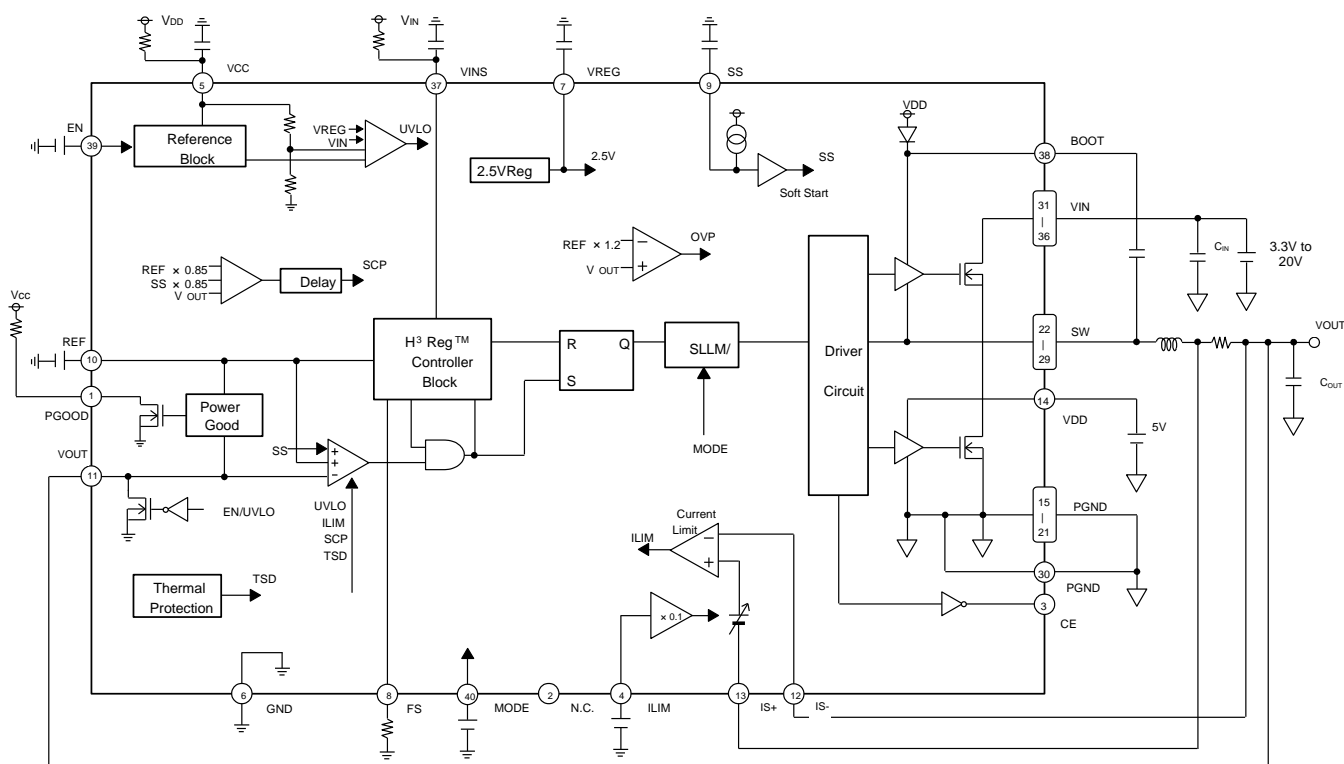 VDD
VIN
VCC
VINS
VREG
SS
5
37
7
9
EN
39
Reference
Block
VREG
VIN
UVLO
2.5VReg
2.5V
SS
Soft Start
VDD
BOOT
38
31
36
VIN
CIN
3.3V to
20V
REF × 0.85
SS × 0.85
V OUT
Delay
SCP
REF × 1.2
V OUT
OVP
Vcc
REF
10
H³ Reg™
Controller
Block
R
Q
S
SLLM/
MODE
Driver
Circuit
22
29
SW
VOUT
COUT
1
PGOOD
Power
Good
14
VDD
5V
VOUT
11
SS
EN/UVLO
UVLO
ILIM
SCP
TSD
Current
Limit
ILIM
15
21
PGND
30
PGND
3
CE
Thermal
Protection
TSD
× 0.1
6
GND
8
FS
40
MODE
2
N.C.
4
ILIM
13
IS+
12
IS-